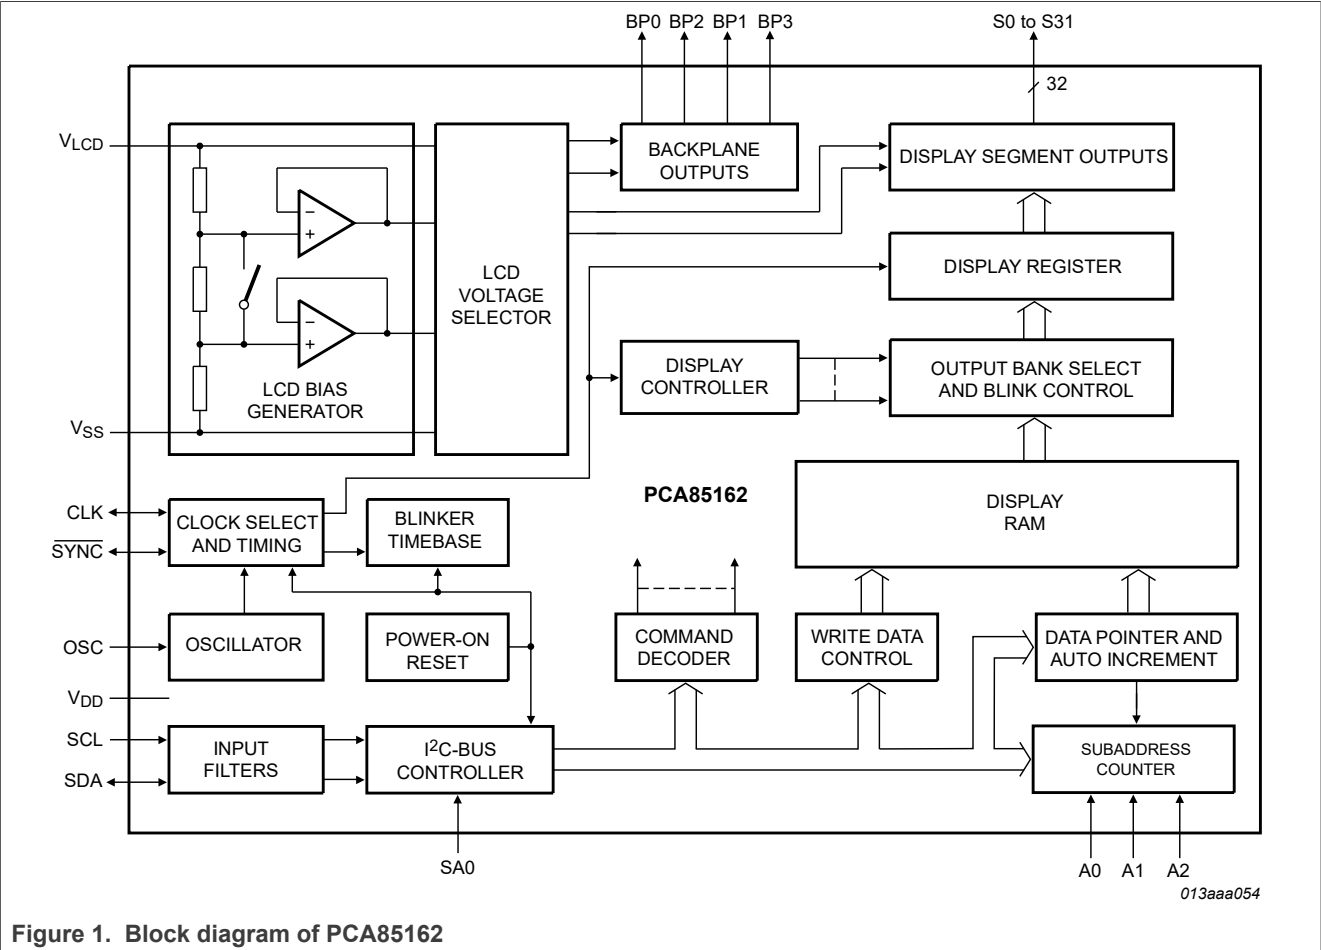 BP0 BP2 BP1 BP3
S0 to S31
32
VLCD
BACKPLANE
OUTPUTS
DISPLAY SEGMENT OUTPUTS
−
+
−
+
LCD BIAS
GENERATOR
LCD
VOLTAGE
SELECTOR
DISPLAY REGISTER
DISPLAY
CONTROLLER
OUTPUT BANK SELECT
AND BLINK CONTROL
VSS
PCA85162
DISPLAY
RAM
CLK
SYNC
CLOCK SELECT
AND TIMING
BLINKER
TIMEBASE
OSC
OSCILLATOR
POWER-ON
RESET
COMMAND
DECODER
WRITE DATA
CONTROL
DATA POINTER AND
AUTO INCREMENT
VDD
SCL
SDA
INPUT
FILTERS
I2C-BUS
CONTROLLER
SUBADDRESS
COUNTER
SA0
A0 A1 A2
013aaa054
Figure 1. Block diagram of PCA85162